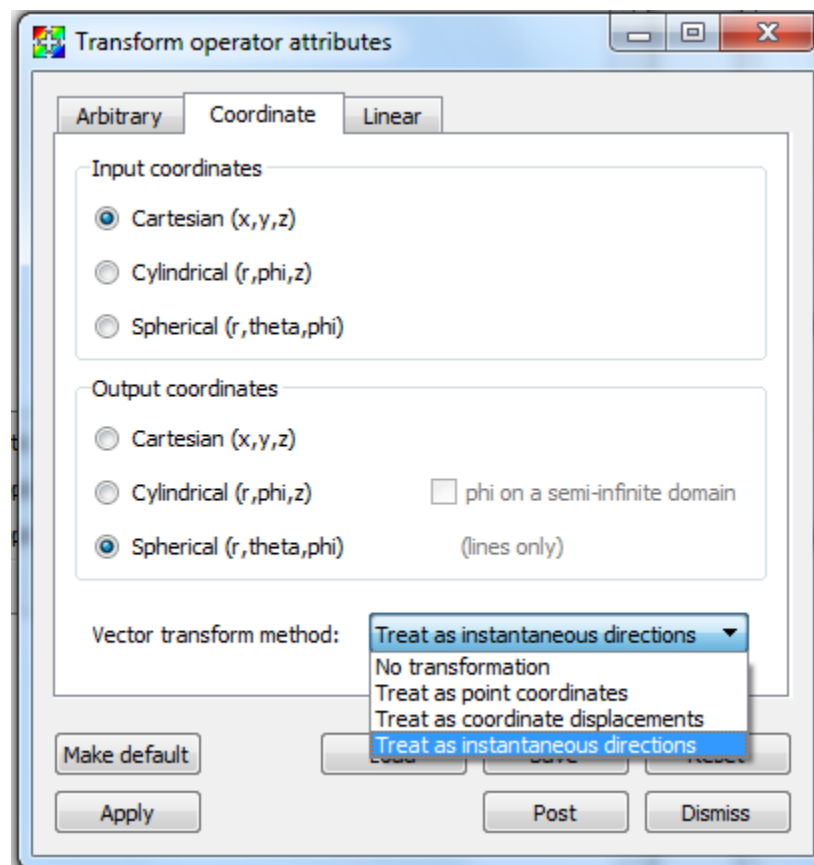 Transform operator attributes
Arbitrary
Coordinate
Linear
Input coordinates
Cartesian (x,y,z)
Cylindrical (r,phi,z)
Spherical (r,theta,phi)
Output coordinates
Cartesian (x,y,z)
Cylindrical (r,phi,z)
phi on a semi-infinite domain
Spherical (r,theta,phi)
(lines only)
Vector transform method:
Treat as instantaneous directions
No transformation
Treat as point coordinates
Treat as coordinate displacements
Treat as instantaneous directions
Make default
Apply
Post
Dismiss